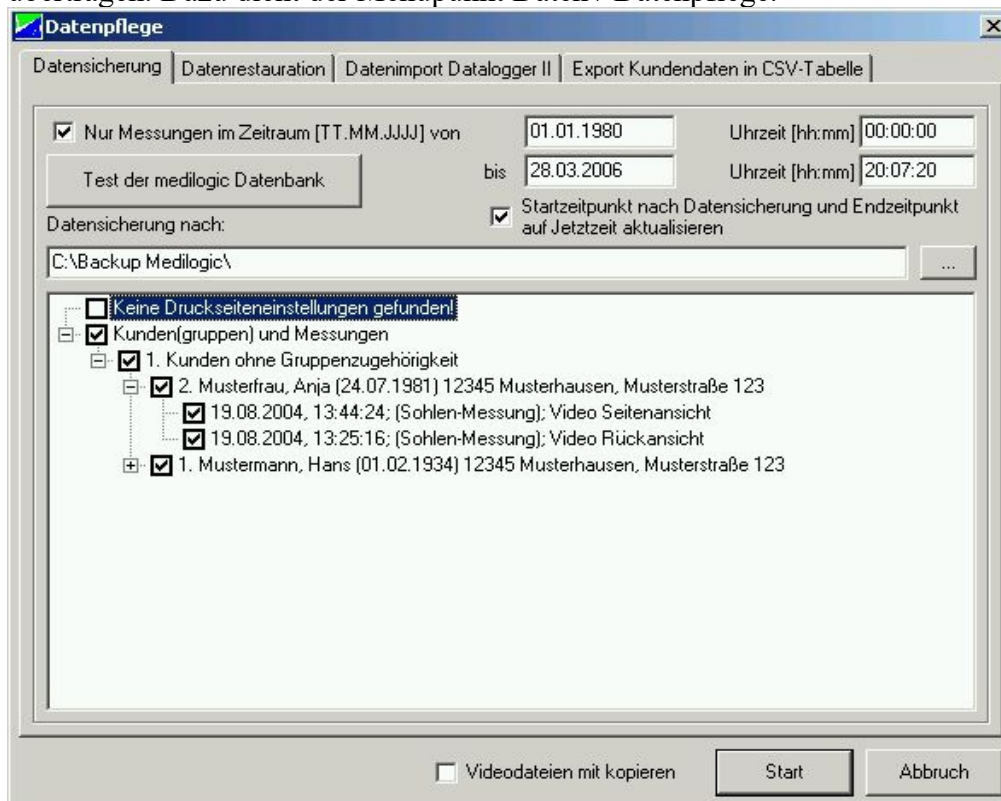 Datenpflege
Datensicherung Datenrestauration Datenimport Datalogger II Export Kundendaten in CSV-Tabelle
Nur Messungen im Zeitraum [TT.MM.JJJJ] von 01.01.1980 Uhrzeit [hh:mm] 00:00:00
Test der medilogic Datenbank bis 28.03.2006 Uhrzeit [hh:mm] 20:07:20
Startzeitpunkt nach Datensicherung und Endzeitpunkt
auf Jetztzeit aktualisieren
Datensicherung nach:
C:\Backup Medilogic\ ...
Keine Druckseiteneinstellungen gefunden!
Kunden(gruppen) und Messungen
1. Kunden ohne Gruppenzugehörigkeit
2. Musterfrau, Anja (24.07.1981) 12345 Musterhausen, Musterstraße 123
19.08.2004, 13:44:24; (Sohlen-Messung); Video Seitenansicht
19.08.2004, 13:25:16; (Sohlen-Messung); Video Rückansicht
1. Mustermann, Hans (01.02.1934) 12345 Musterhausen, Musterstraße 123
Videodateien mit kopieren Start Abbruch